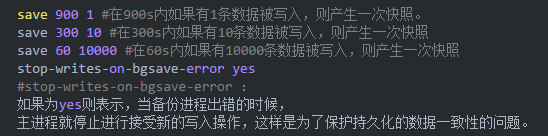 save 900 1 #在900s内如果有1条数据被写入，则产生一次快照。
save 300 10 #在300s内如果有10条数据被写入，则产生一次快照
save 60 10000 #在60s内如果有10000条数据被写入，则产生一次快照
stop-writes-on-bgsave-error yes
#stop-writes-on-bgsave-error ：
如果为yes则表示，当备份进程出错的时候，
主进程就停止进行接受新的写入操作，这样是为了保护持久化的数据一致性的问题。